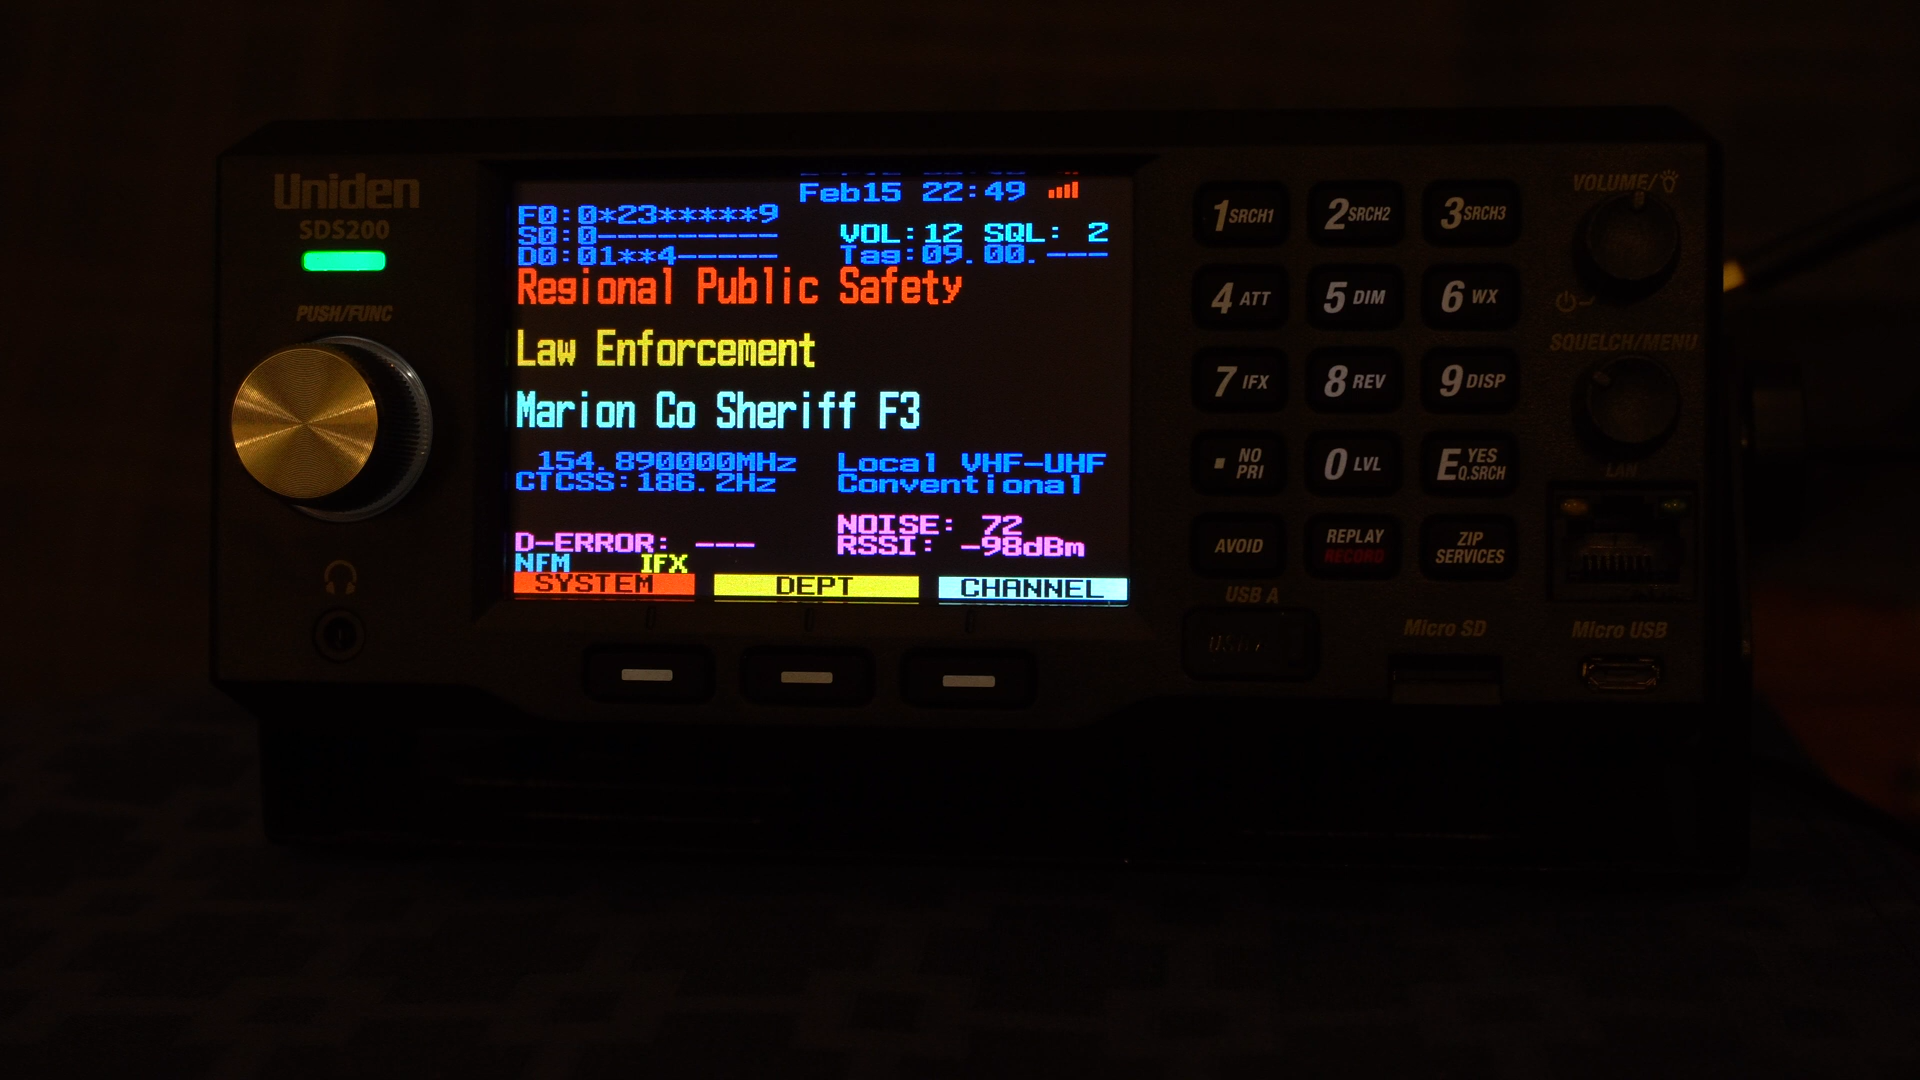 Uniden
SDS200
PUSH/FUNC
Feb15 22:49
F0:0*23*****9
S0:0---------
VOL:12 SQL: 2
D0:01**4-----
Tag:09.00.---
Regional Public Safety
Law Enforcement
Marion Co Sheriff F3
154.890000MHz
Local VHF-UHF
CTCSS:186.2Hz
Conventional
NOISE: 72
D-ERROR: ---
RSSI: -98dBm
NFM IFX
SYSTEM DEPT CHANNEL
1 SRCH1 2 SRCH2 3 SRCH3
4 ATT 5 DIM 6 WX
7 IFX 8 REV 9 DISP
. NO PRI 0 LVL E YES Q.SRCH
AVOID REPLAY RECORD ZIP SERVICES
USB A
Micro SD
VOLUME/
SQUELCH/MENU
LAN
Micro USB